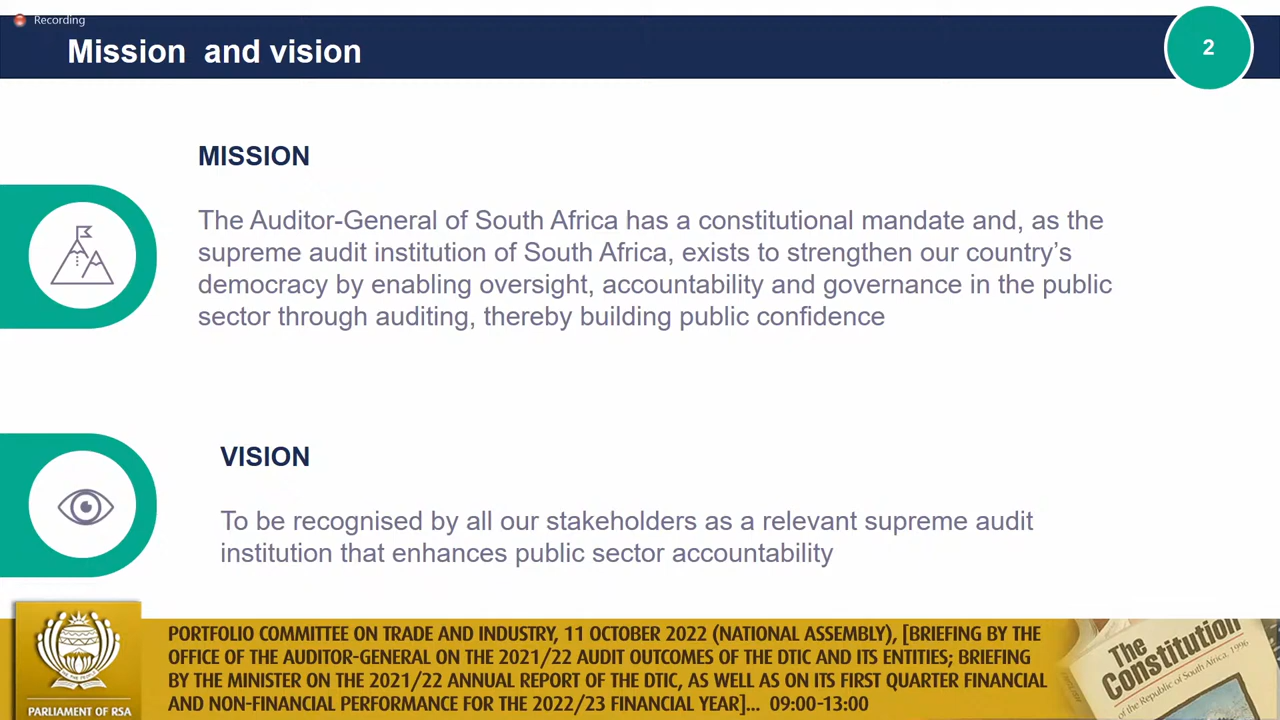 Recording
Mission and vision
2
MISSION
The Auditor-General of South Africa has a constitutional mandate and, as the
supreme audit institution of South Africa, exists to strengthen our country’s
democracy by enabling oversight, accountability and governance in the public
sector through auditing, thereby building public confidence
VISION
To be recognised by all our stakeholders as a relevant supreme audit
institution that enhances public sector accountability
PORTFOLIO COMMITTEE ON TRADE AND INDUSTRY, 11 OCTOBER 2022 (NATIONAL ASSEMBLY), [BRIEFING BY THE
OFFICE OF THE AUDITOR-GENERAL ON THE 2021/22 AUDIT OUTCOMES OF THE DTIC AND ITS ENTITIES; BRIEFING
BY THE MINISTER ON THE 2021/22 ANNUAL REPORT OF THE DTIC, AS WELL AS ON ITS FIRST QUARTER FINANCIAL
AND NON-FINANCIAL PERFORMANCE FOR THE 2022/23 FINANCIAL YEAR]... 09:00-13:00
PARLIAMENT OF RSA
The
Constitution
of the Republic of South Africa, 1996